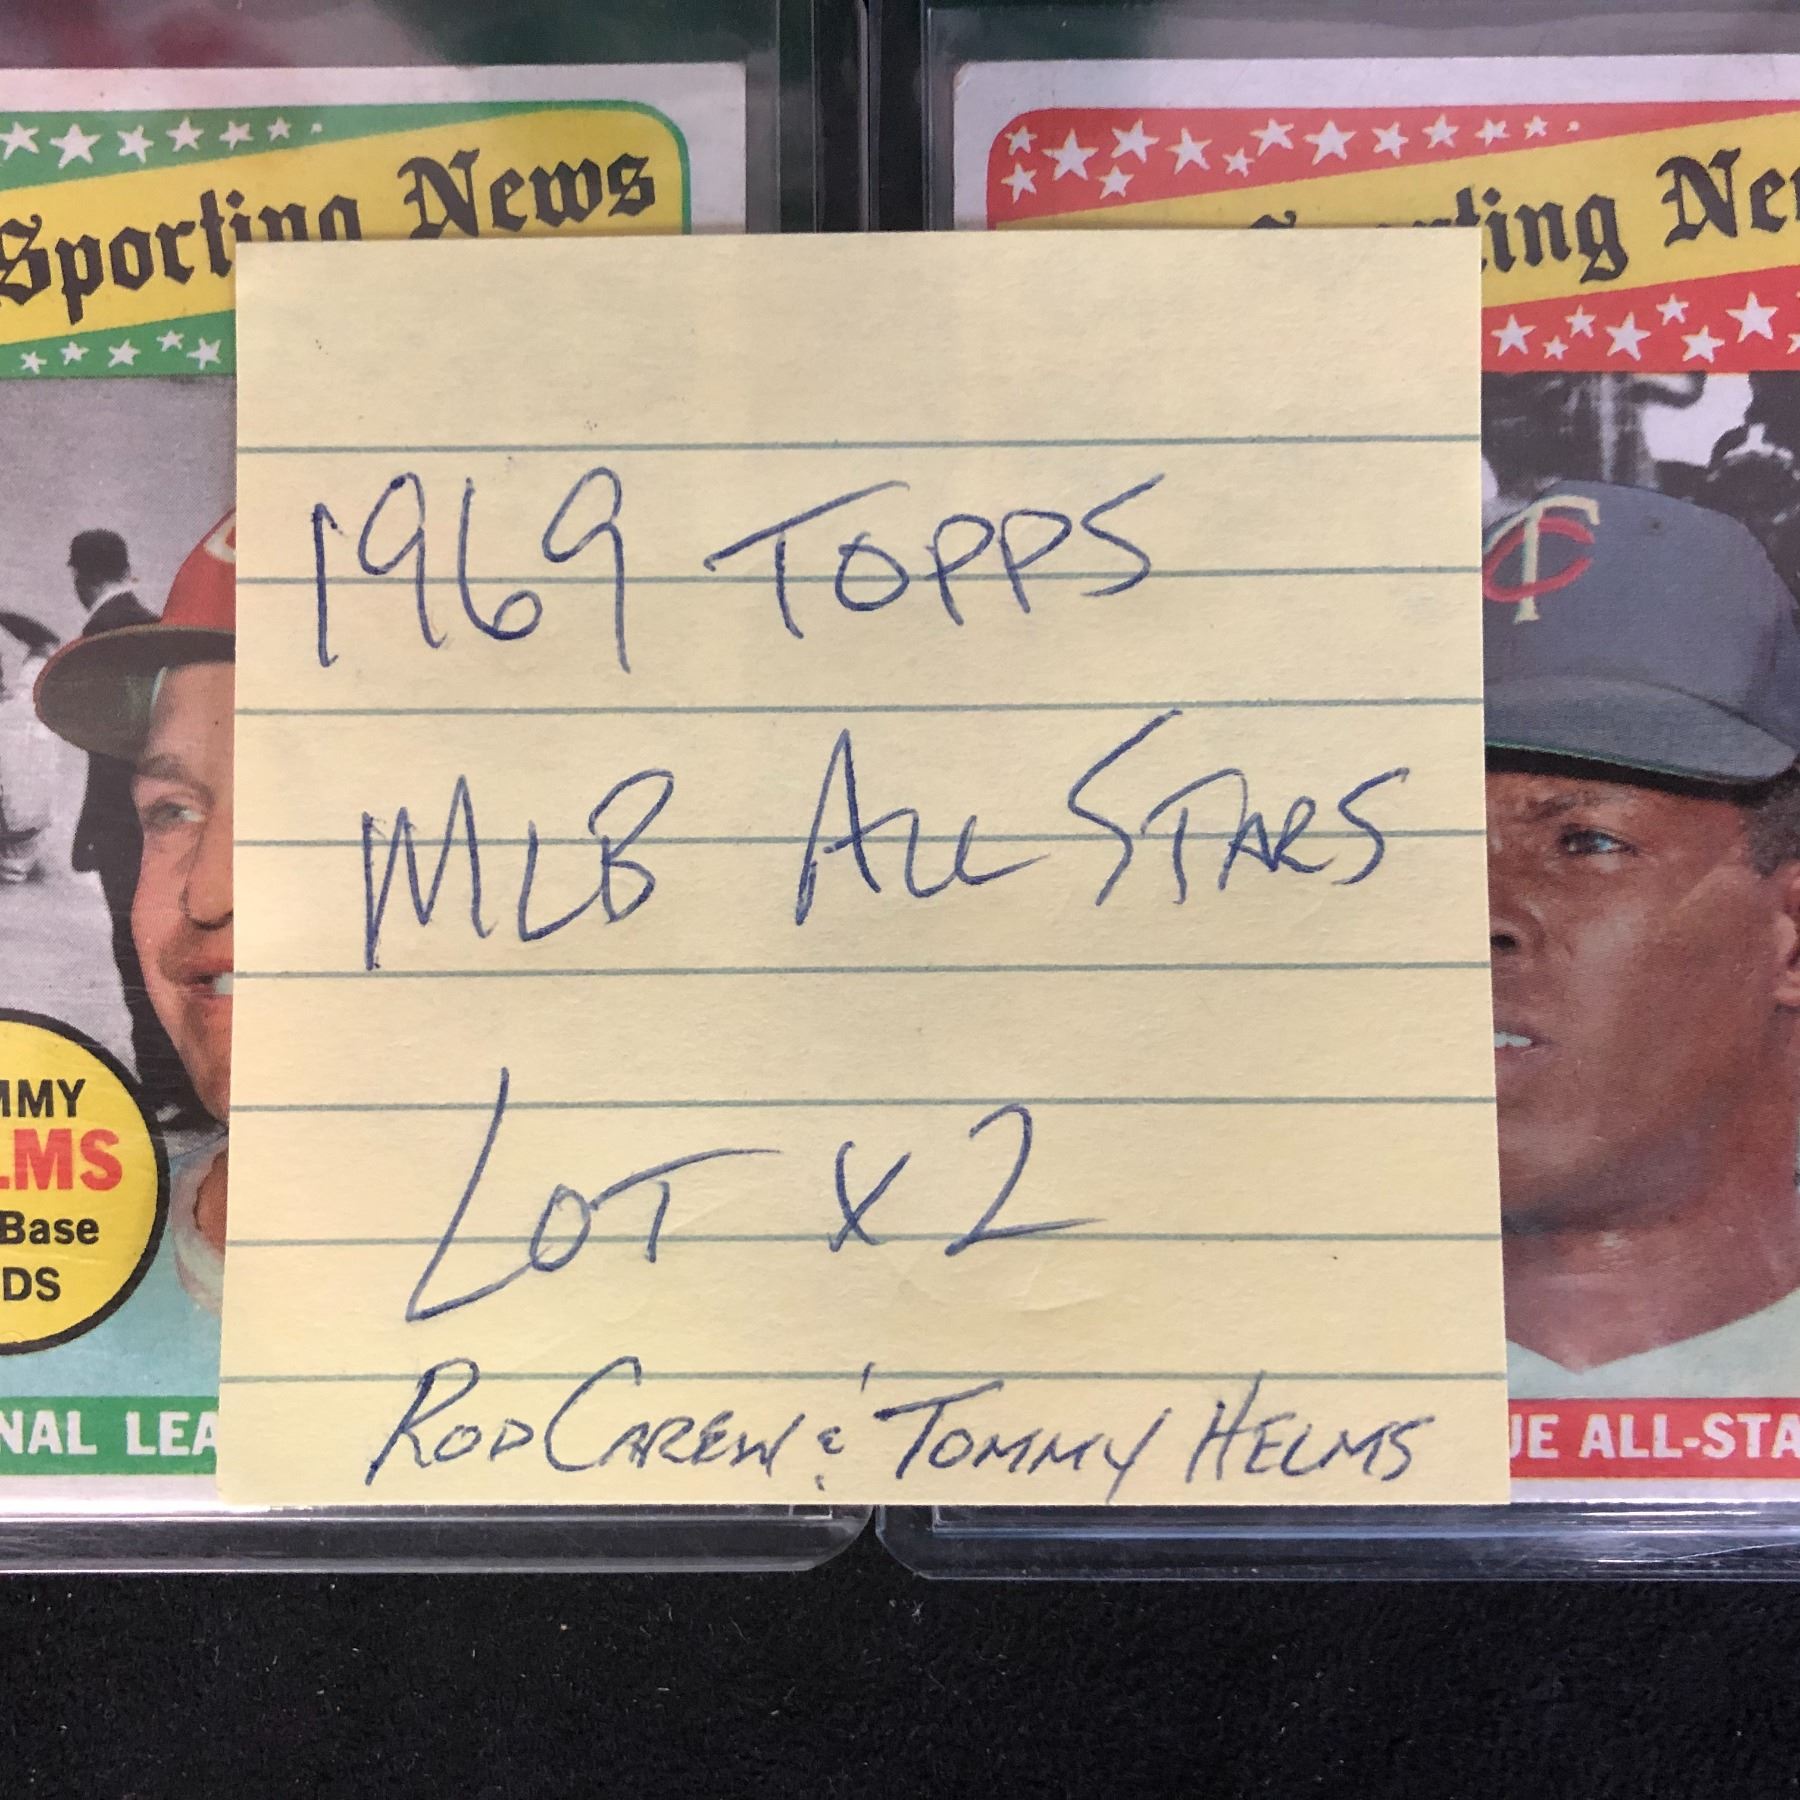 Sporting News
Sporting Ne
1969 TOPPS
MLB ALL STARS
LOT x 2
ROD CAREW & TOMMY HELMS
MMY
LMS
Base
DS
NAL LEA
UE ALL-STA